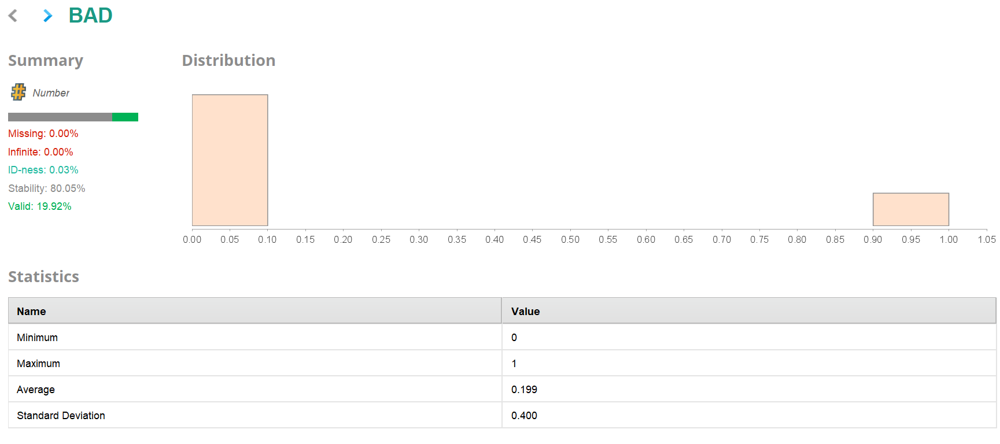 BAD
Summary
Distribution
Number
Missing: 0.00%
Infinite: 0.00%
ID-ness: 0.03%
Stability: 80.05%
Valid: 19.92%
0.00 0.05 0.10 0.15 0.20 0.25 0.30 0.35 0.40 0.45 0.50 0.55 0.60 0.65 0.70 0.75 0.80 0.85 0.90 0.95 1.00 1.05
Statistics
Name Value
Minimum 0
Maximum 1
Average 0.199
Standard Deviation 0.400